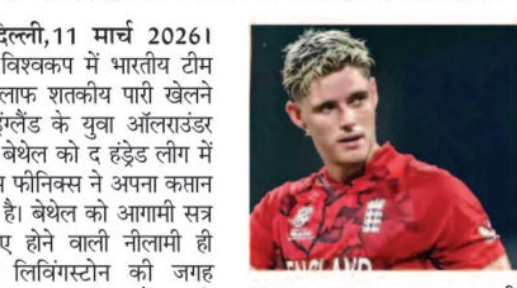 दिल्ली,11 मार्च 2026।
विश्वकप में भारतीय टीम
शतकीय पारी खेलने
के युवा ऑलराउंडर
बेथेल को द हंड्रेड लीग में
फीनिक्स ने अपना कप्तान
है। बेथेल को आगामी सत्र
होने वाली नीलामी ही
लिविंगस्टोन की जगह
ENGLAND